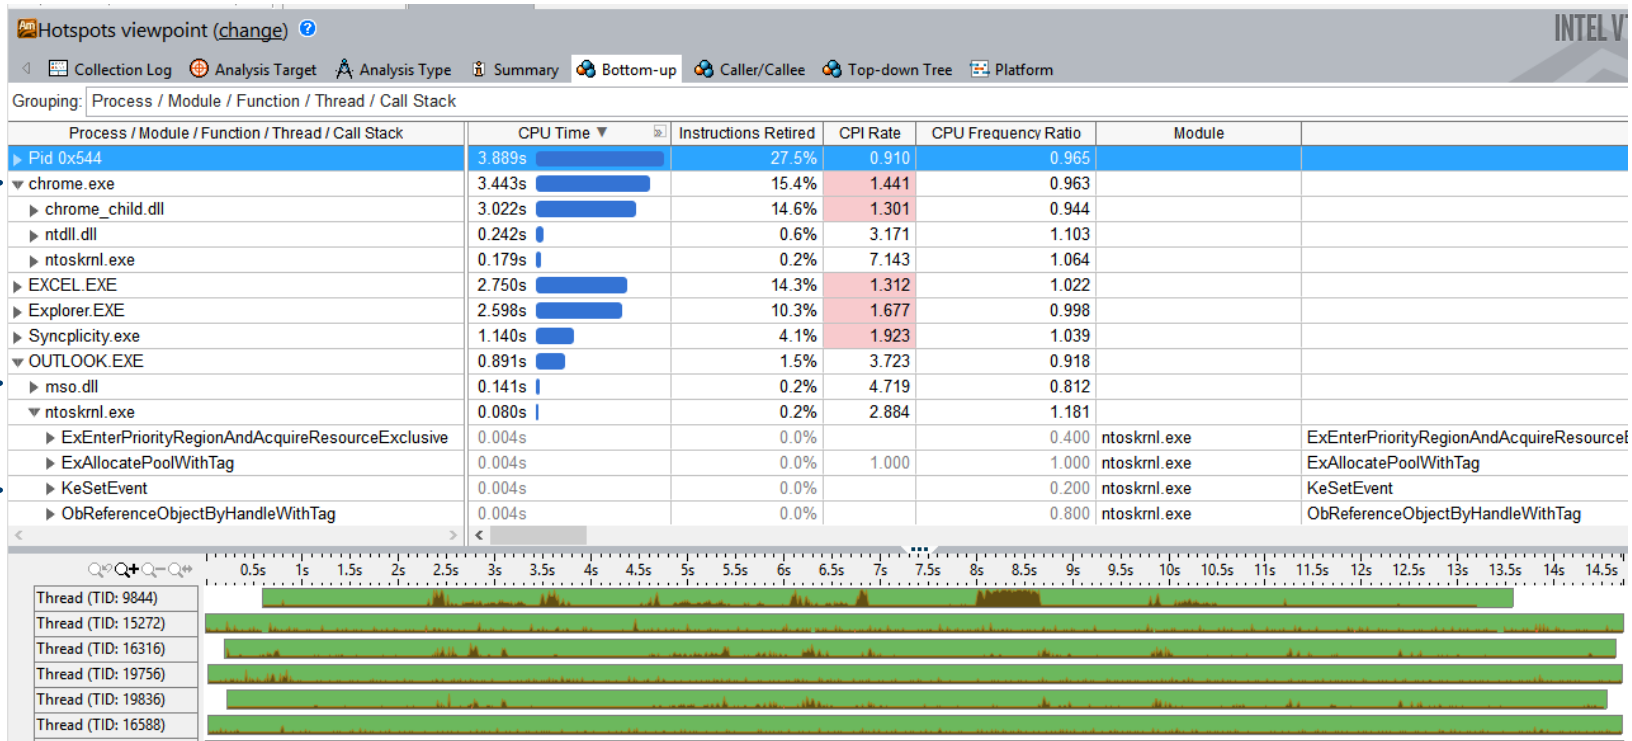 Am Hotspots viewpoint (change) ?
INTEL V
Collection Log Analysis Target Analysis Type Summary Bottom-up Caller/Callee Top-down Tree Platform
Grouping: Process / Module / Function / Thread / Call Stack
Process / Module / Function / Thread / Call Stack CPU Time Instructions Retired CPI Rate CPU Frequency Ratio Module
Pid 0x544 3.889s 27.5% 0.910 0.965
chrome.exe 3.443s 15.4% 1.441 0.963
chrome_child.dll 3.022s 14.6% 1.301 0.944
ntdll.dll 0.242s 0.6% 3.171 1.103
ntoskrnl.exe 0.179s 0.2% 7.143 1.064
EXCEL.EXE 2.750s 14.3% 1.312 1.022
Explorer.EXE 2.598s 10.3% 1.677 0.998
Syncplicity.exe 1.140s 4.1% 1.923 1.039
OUTLOOK.EXE 0.891s 1.5% 3.723 0.918
mso.dll 0.141s 0.2% 4.719 0.812
ntoskrnl.exe 0.080s 0.2% 2.884 1.181
ExEnterPriorityRegionAndAcquireResourceExclusive 0.004s 0.0% 0.400 ntoskrnl.exe ExEnterPriorityRegionAndAcquireResourceE
ExAllocatePoolWithTag 0.004s 0.0% 1.000 1.000 ntoskrnl.exe ExAllocatePoolWithTag
KeSetEvent 0.004s 0.0% 0.200 ntoskrnl.exe KeSetEvent
ObReferenceObjectByHandleWithTag 0.004s 0.0% 0.800 ntoskrnl.exe ObReferenceObjectByHandleWithTag
0.5s 1s 1.5s 2s 2.5s 3s 3.5s 4s 4.5s 5s 5.5s 6s 6.5s 7s 7.5s 8s 8.5s 9s 9.5s 10s 10.5s 11s 11.5s 12s 12.5s 13s 13.5s 14s 14.5s
Thread (TID: 9844)
Thread (TID: 15272)
Thread (TID: 16316)
Thread (TID: 19756)
Thread (TID: 19836)
Thread (TID: 16588)